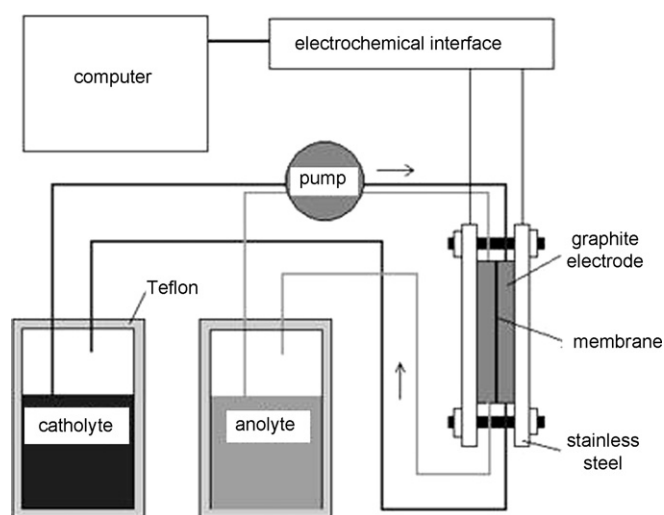 electrochemical interface
computer
pump
graphite
electrode
Teflon
membrane
catholyte
anolyte
stainless
steel